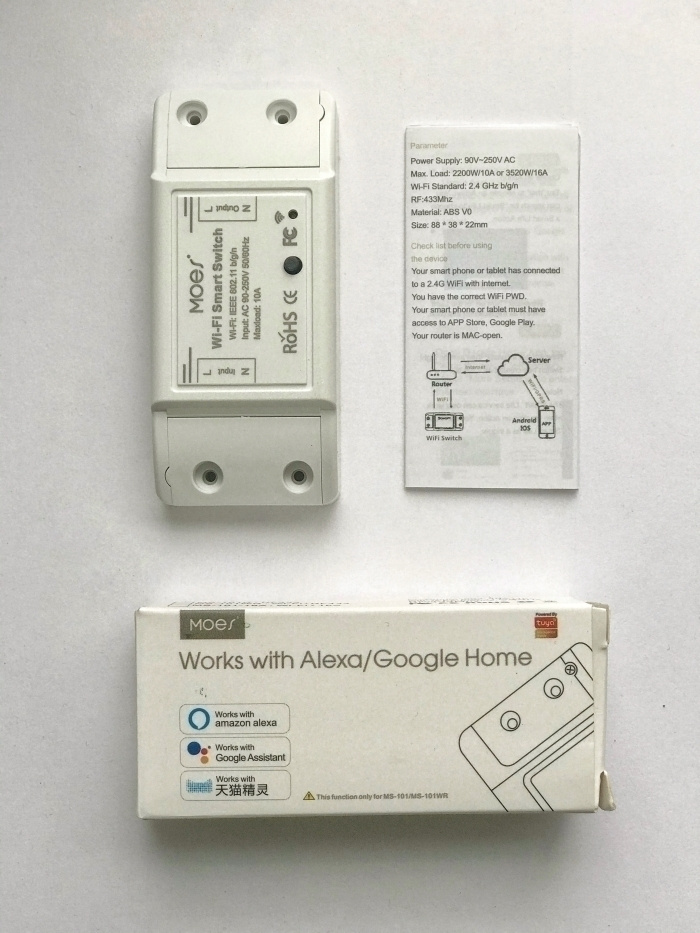 L Output N
MOES
Wi-Fi Smart Switch
Wi-Fi: IEEE 802.11 b/g/n
Input: AC 90-250V 50/60Hz
Maxload: 10A
RoHS CE FC
L Input N
Parameter
Power Supply: 90V~250V AC
Max. Load: 2200W/10A or 3520W/16A
Wi-Fi Standard: 2.4 GHz b/g/n
RF:433Mhz
Material: ABS V0
Size: 88 * 38 * 22mm
Check list before using
the device
Your smart phone or tablet has connected
to a 2.4G WiFi with internet.
You have the correct WiFi PWD.
Your smart phone or tablet must have
access to APP Store, Google Play.
Your router is MAC-open.
Router
Internet
Server
WiFi
WiFi Switch
Android
IOS
APP
MOES
Powered By
tuya
Works with Alexa/Google Home
Works with
amazon alexa
Works with
Google Assistant
Works with
天猫精灵
This function only for MS-101/MS-101WR